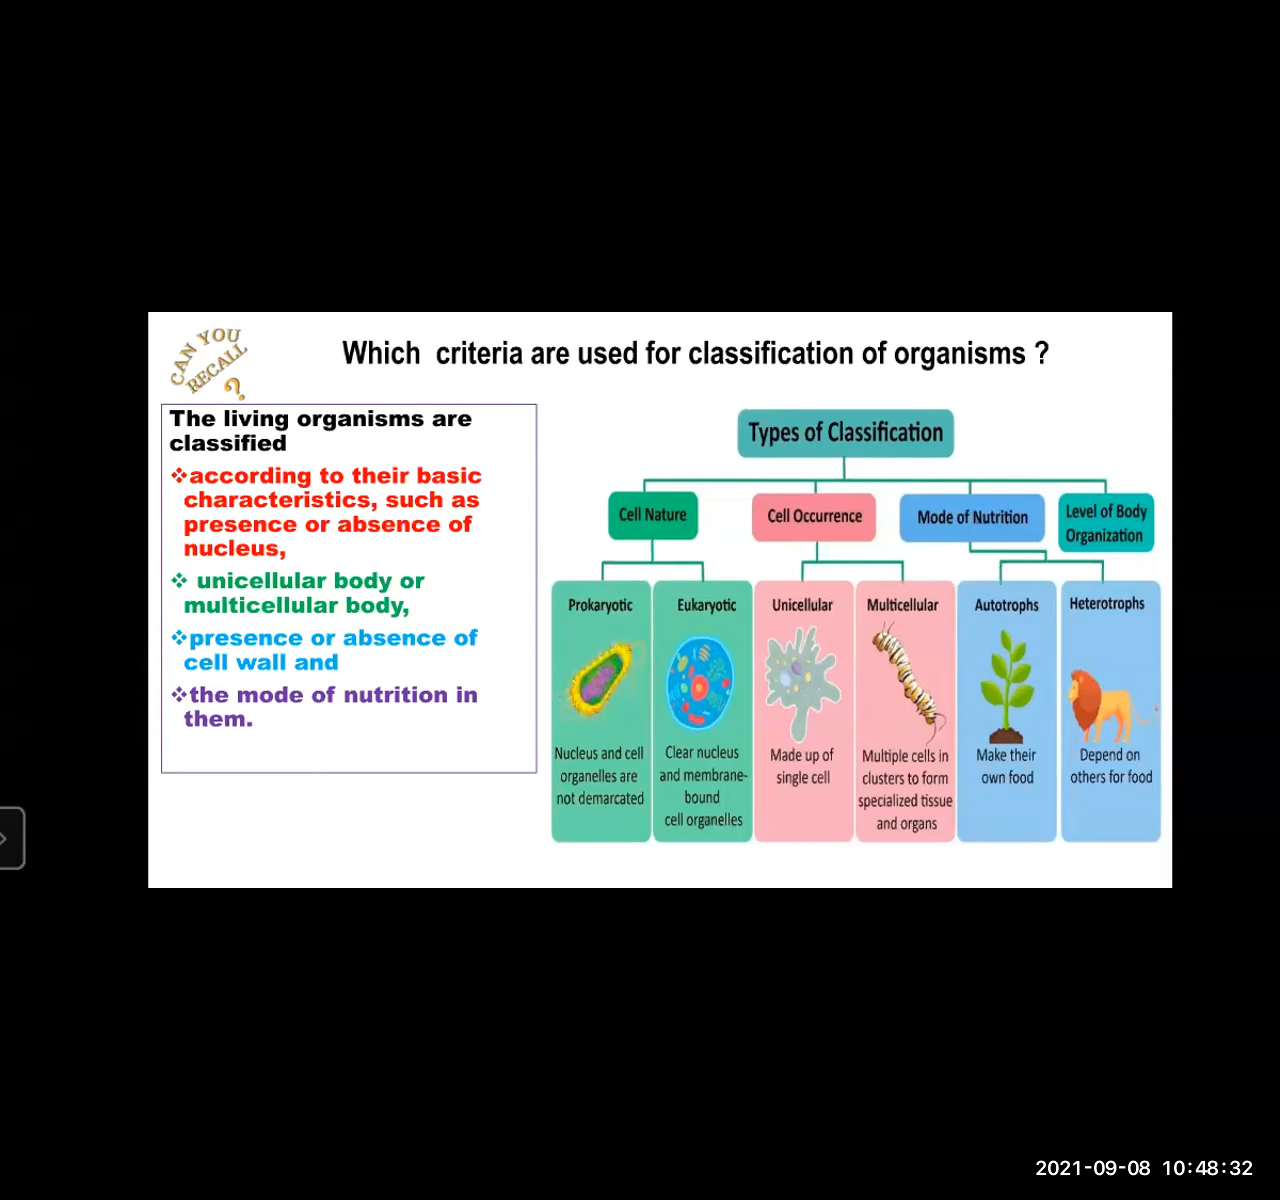 CAN YOU
RECALL
?
Which criteria are used for classification of organisms ?
The living organisms are
classified
❖according to their basic
characteristics, such as
presence or absence of
nucleus,
❖ unicellular body or
multicellular body,
❖presence or absence of
cell wall and
❖the mode of nutrition in
them.
Types of Classification
Cell Nature
Cell Occurrence
Mode of Nutrition
Level of Body
Organization
Prokaryotic
Nucleus and cell
organelles are
not demarcated
Eukaryotic
Clear nucleus
and membrane-
bound
cell organelles
Unicellular
Made up of
single cell
Multicellular
Multiple cells in
clusters to form
specialized tissue
and organs
Autotrophs
Make their
own food
Heterotrophs
Depend on
others for food
2021-09-08 10:48:32